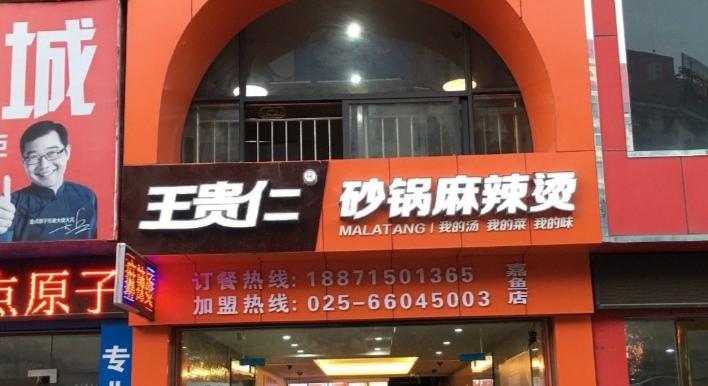 城
王贵仁®
砂锅麻辣烫
MALATANG | 我的汤 我的菜 我的味
订餐热线: 18871501365
加盟热线: 025-66045003
嘉鱼店
点原子
专业